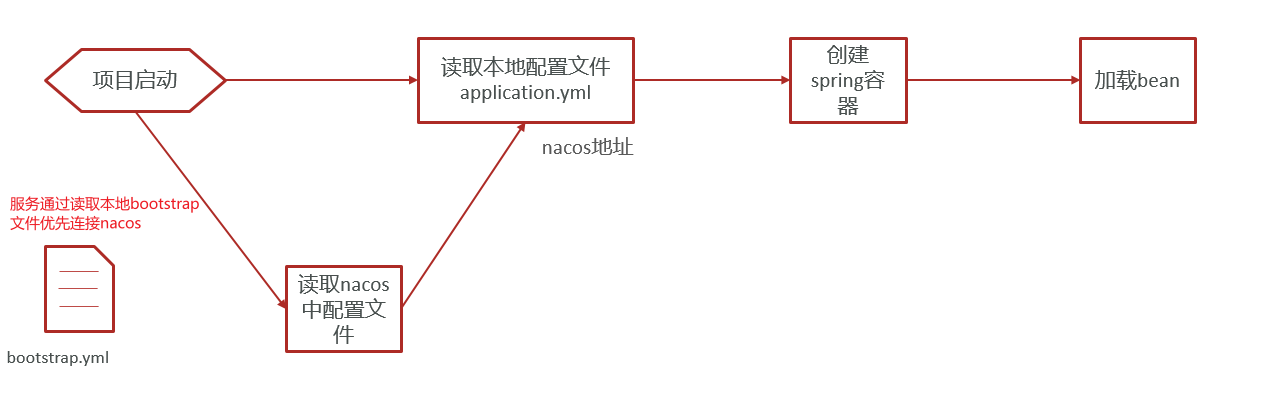 项目启动
读取本地配置文件
application.yml
创建
spring容
器
加载bean
nacos地址
服务通过读取本地bootstrap
文件优先连接nacos
读取nacos
中配置文
件
bootstrap.yml